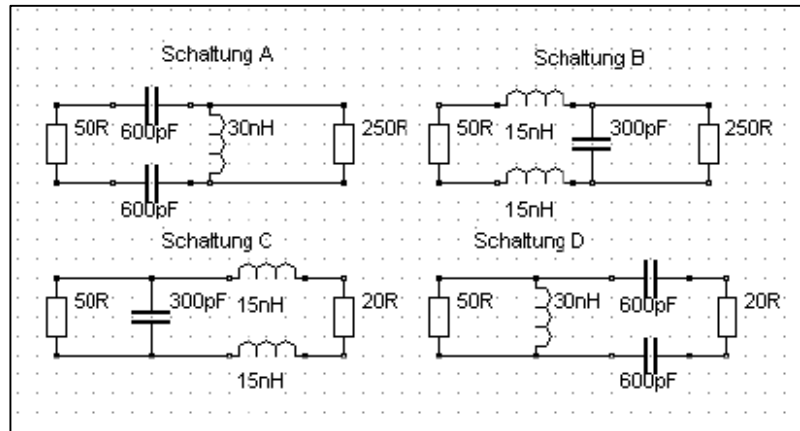 Schaltung A
50R
600pF
30nH
250R
600pF
Schaltung B
50R
15nH
300pF
250R
15nH
Schaltung C
50R
300pF
15nH
20R
15nH
Schaltung D
50R
30nH
600pF
20R
600pF